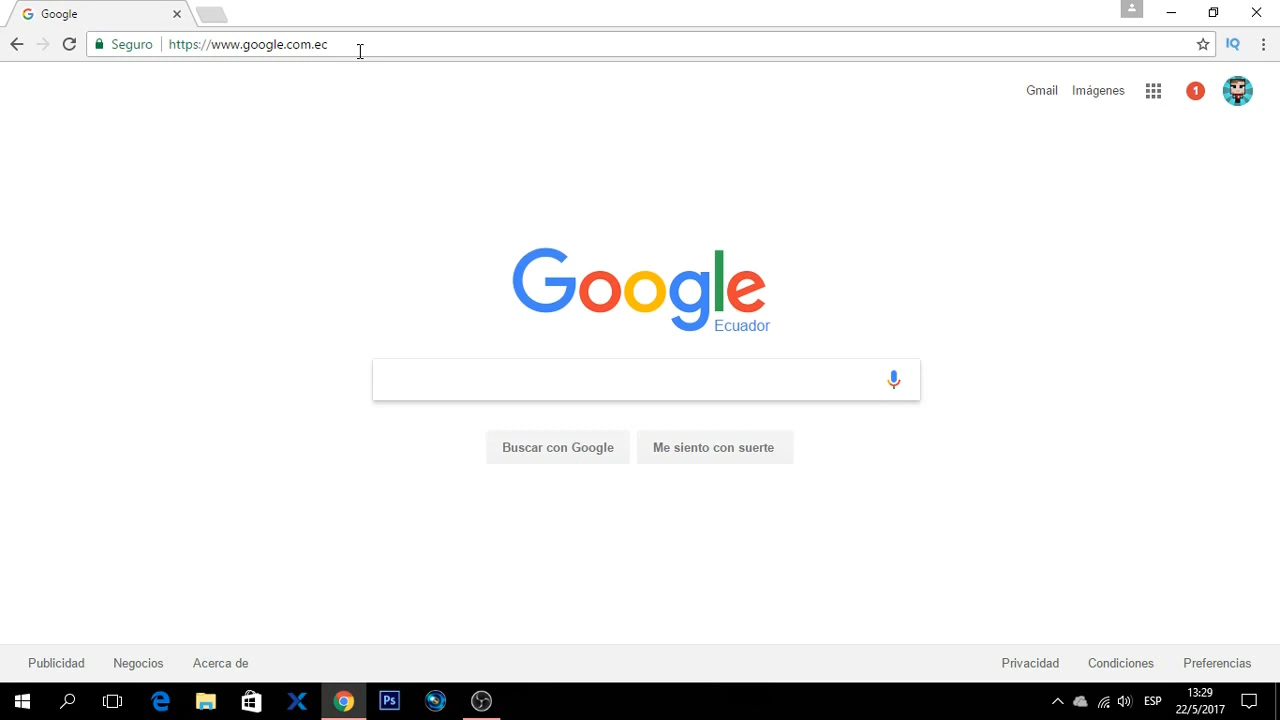 Google
Seguro https://www.google.com.ec
IQ
Gmail Imágenes 1
Google
Ecuador
Buscar con Google Me siento con suerte
Publicidad Negocios Acerca de Privacidad Condiciones Preferencias
Ps ESP 13:29
22/5/2017